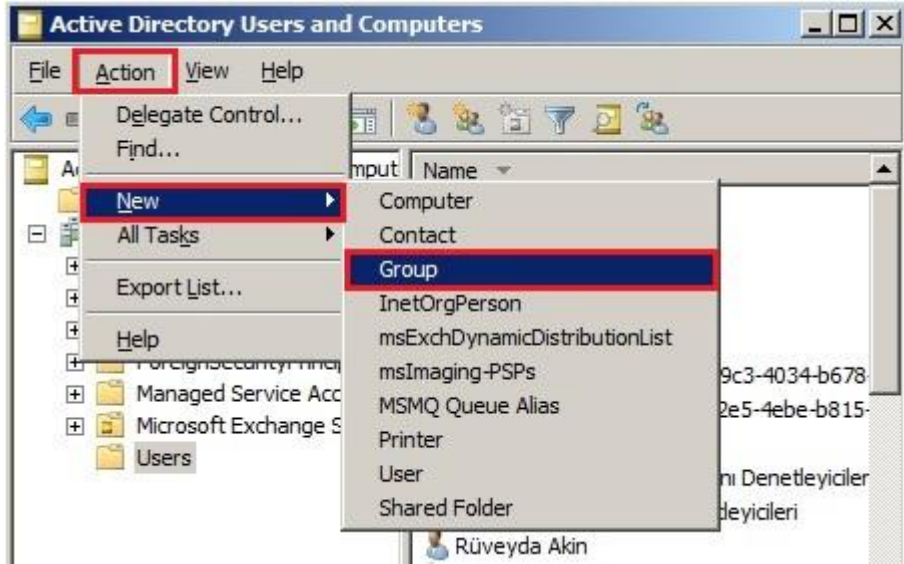 Active Directory Users and Computers
File Action View Help
Delegate Control...
Find...
New
All Tasks
Export List...
Help
Name
Computer
Contact
Group
InetOrgPerson
msExchDynamicDistributionList
msImaging-PSPs
MSMQ Queue Alias
Printer
User
Shared Folder
Managed Service Acc
Microsoft Exchange S
Users
9c3-4034-b678-
2e5-4ebe-b815-
nı Denetleyiciler
leyicileri
Rüveyda Akin